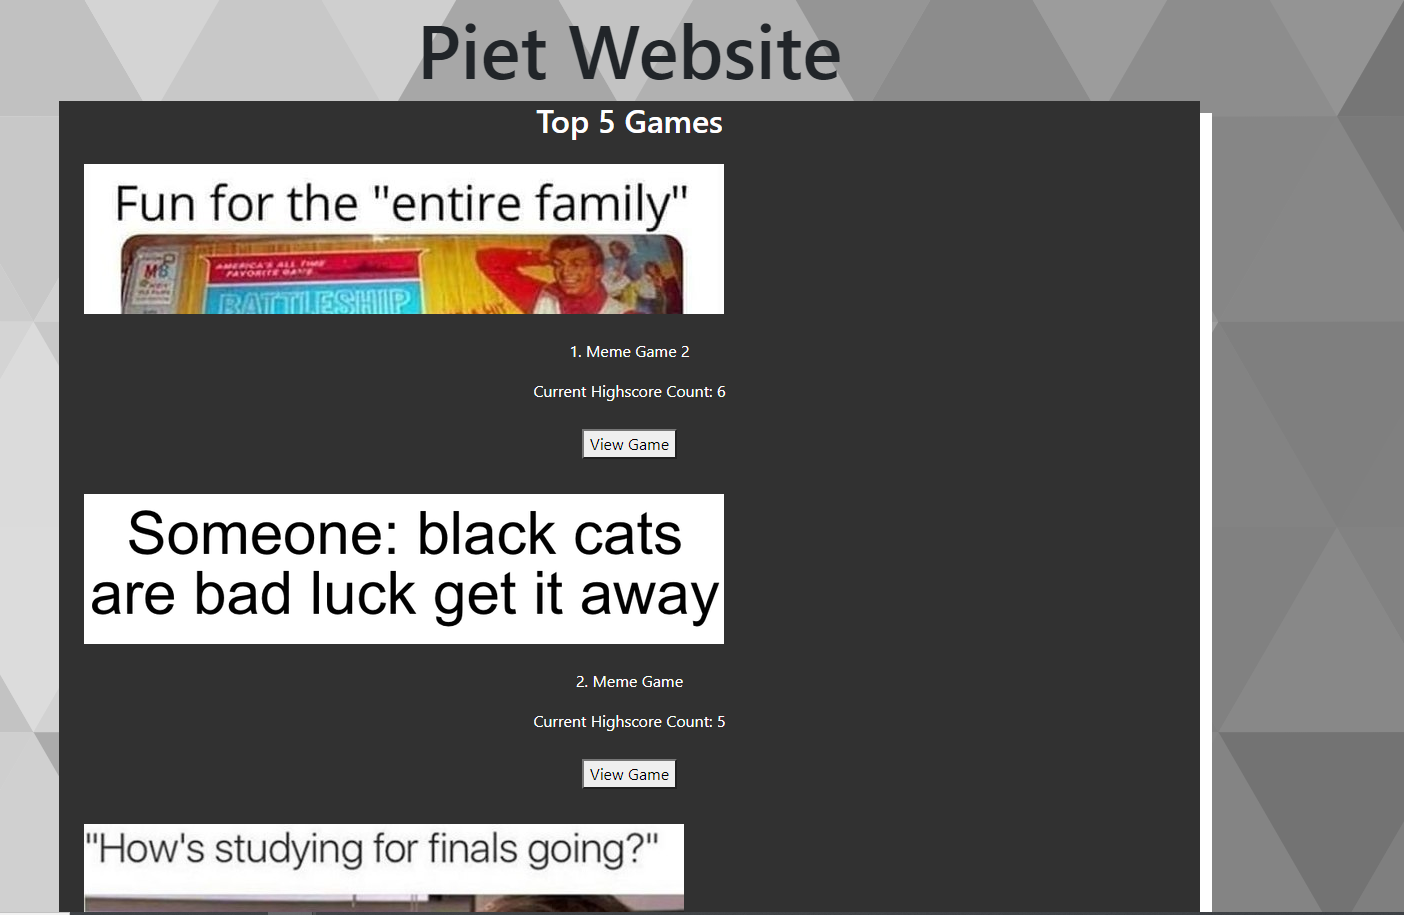 Piet Website
Top 5 Games
Fun for the "entire family"
MB
AMERICA'S ALL TIME
FAVORITE GAME
BATTLESHIP
1. Meme Game 2
Current Highscore Count: 6
View Game
Someone: black cats
are bad luck get it away
2. Meme Game
Current Highscore Count: 5
View Game
"How's studying for finals going?"